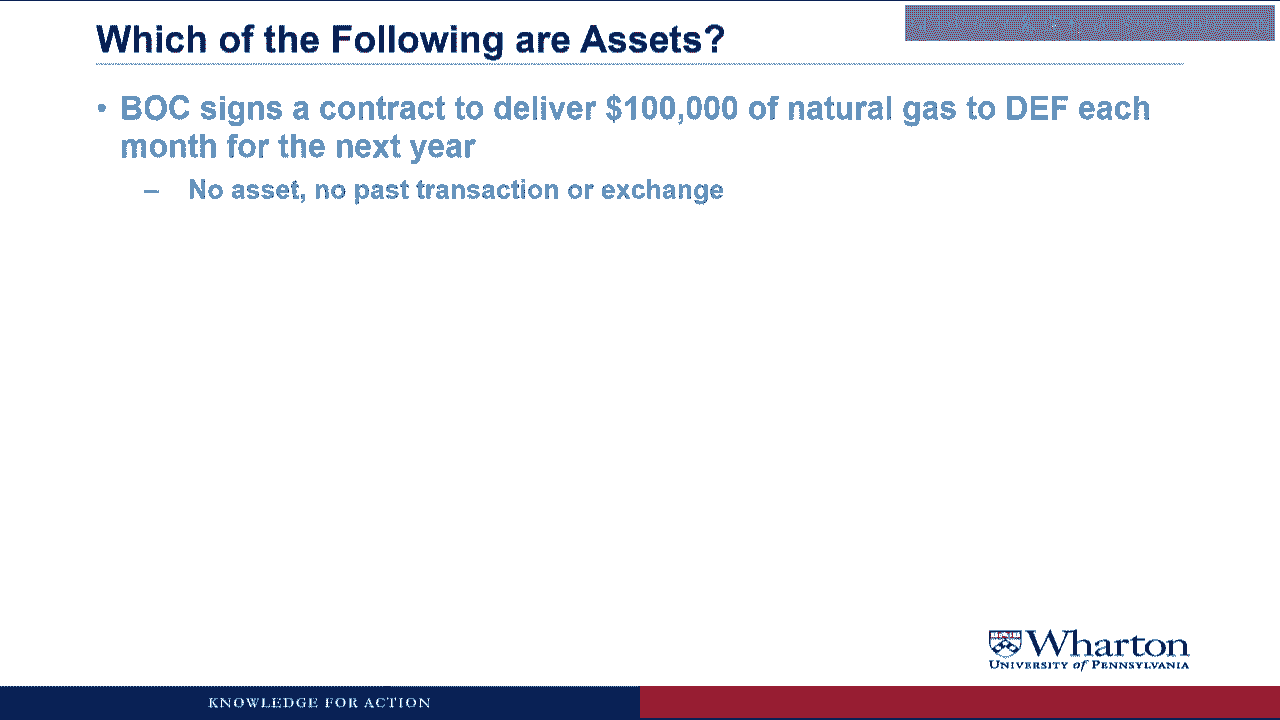 Which of the Following are Assets?
• BOC signs a contract to deliver $100,000 of natural gas to DEF each
month for the next year
– No asset, no past transaction or exchange
Wharton
UNIVERSITY of PENNSYLVANIA
KNOWLEDGE FOR ACTION